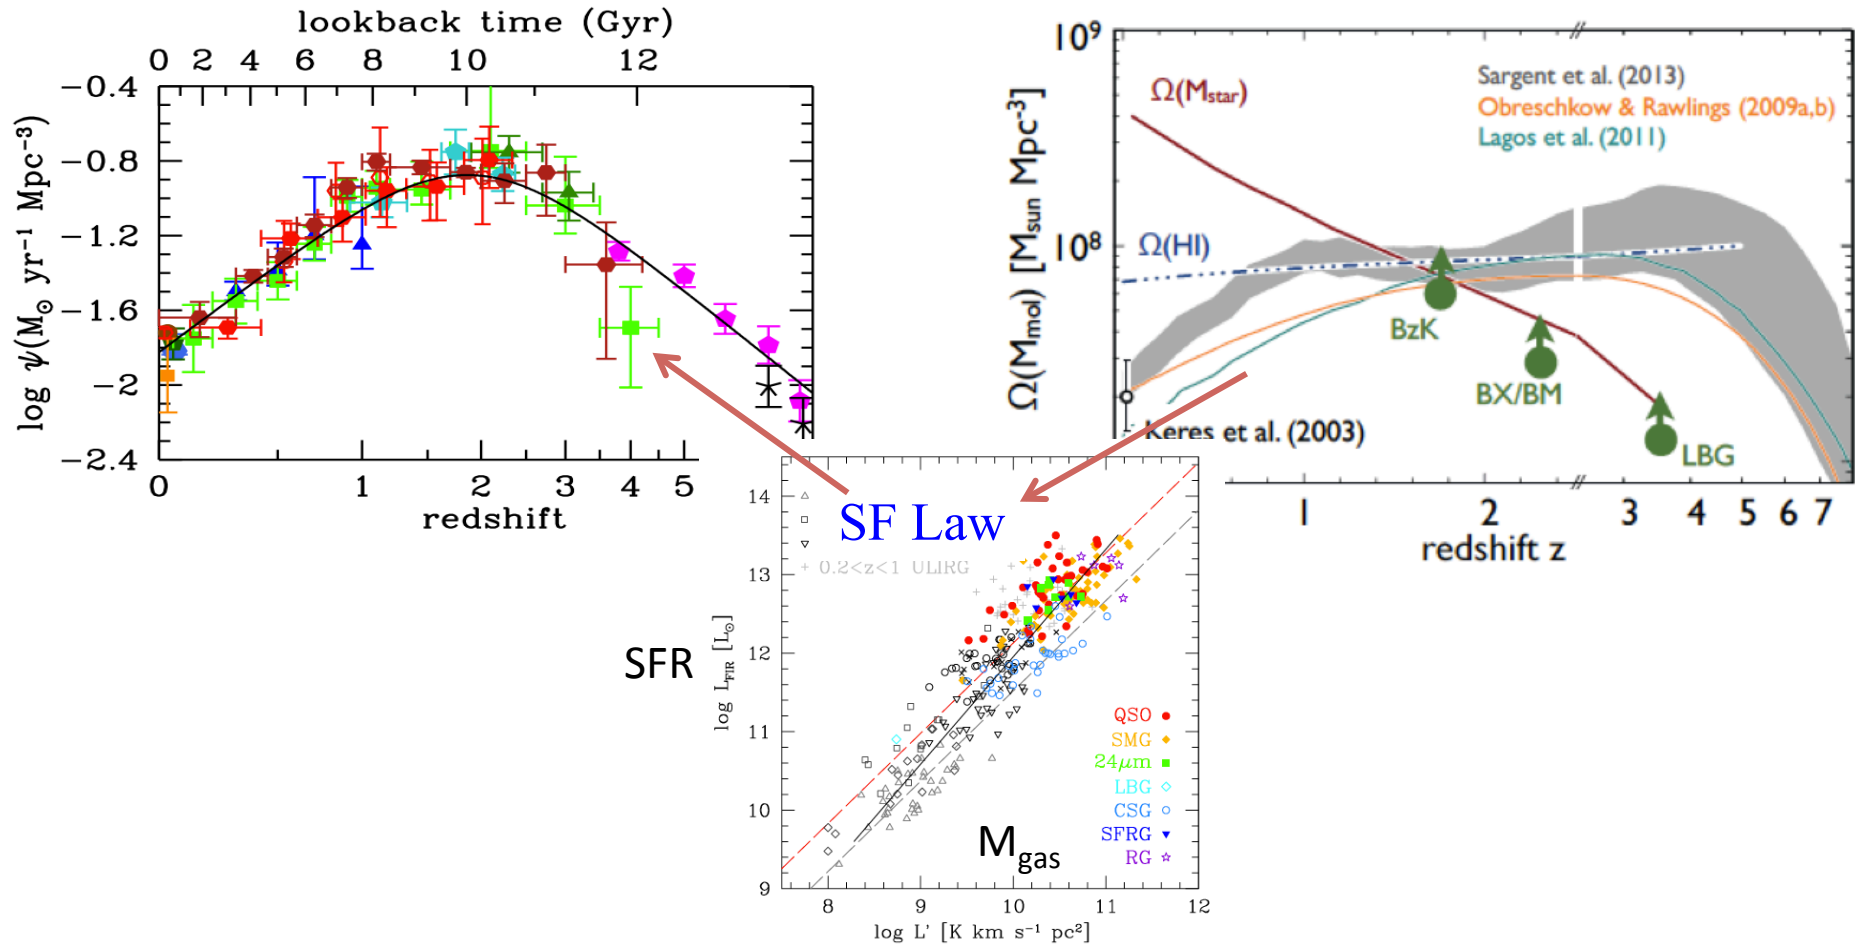 lookback time (Gyr)
0 2 4 6 8 10 12
log ψ(M⊙ yr⁻¹ Mpc⁻³)
−0.4
−0.8
−1.2
−1.6
−2
−2.4
0 1 2 3 4 5
redshift
10⁹
10⁸
Ω(M_mol) [M_sun Mpc⁻³]
Ω(M_star)
Sargent et al. (2013)
Obreschkow & Rawlings (2009a,b)
Lagos et al. (2011)
Ω(HI)
BzK
BX/BM
LBG
Keres et al. (2003)
1 2 3 4 5 6 7
redshift z
SF Law
0.2<z<1 ULIRG
SFR
log L_FIR [L⊙]
14
13
12
11
10
9
QSO
SMG
24μm
LBG
CSG
SFRG
RG
M_gas
8 9 10 11 12
log L' [K km s⁻¹ pc²]